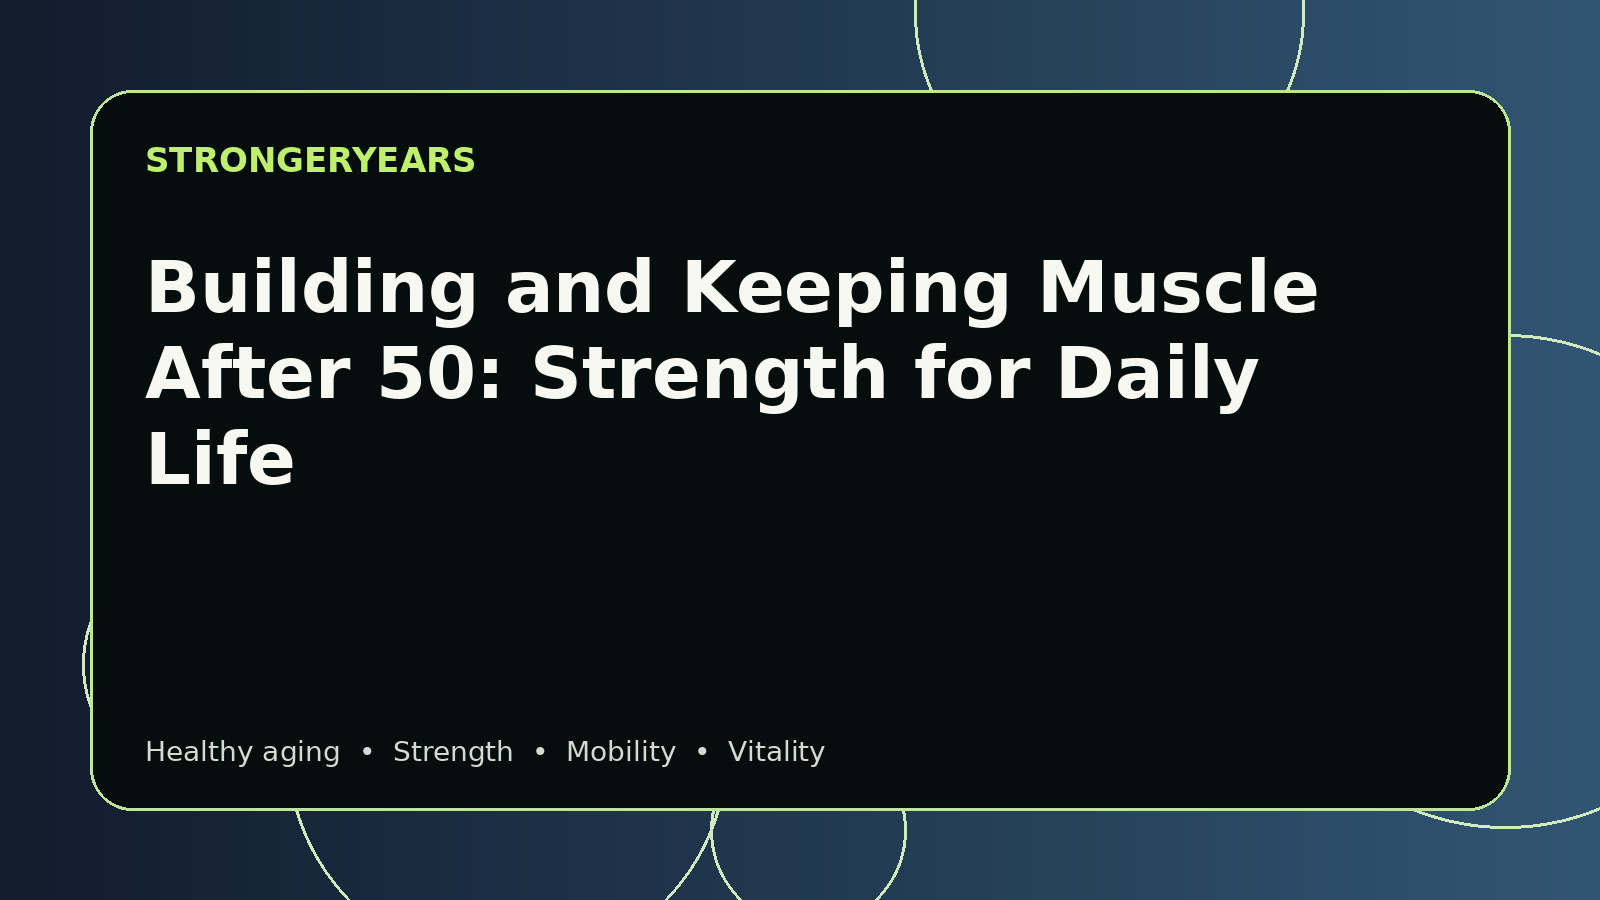 STRONGERYEARS
Building and Keeping Muscle
After 50: Strength for Daily
Life
Healthy aging • Strength • Mobility • Vitality